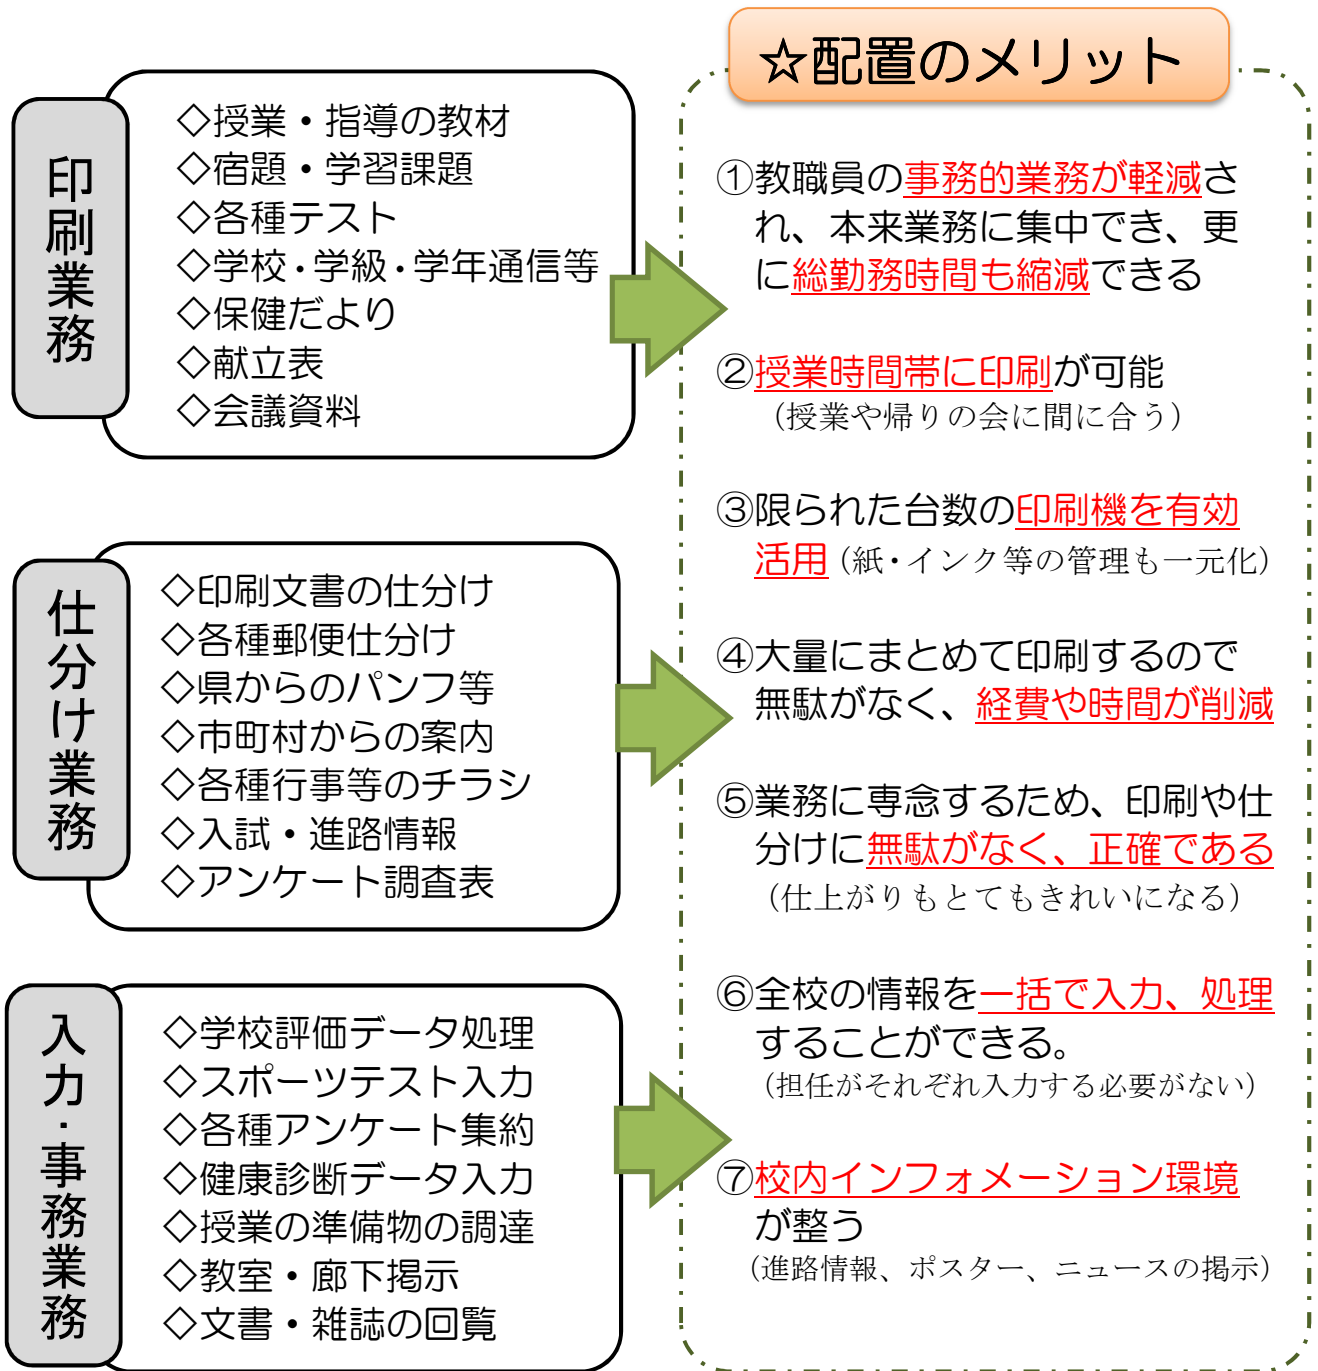 ☆配置のメリット
印刷業務
◇授業・指導の教材
◇宿題・学習課題
◇各種テスト
◇学校・学級・学年通信等
◇保健だより
◇献立表
◇会議資料
仕分け業務
◇印刷文書の仕分け
◇各種郵便仕分け
◇県からのパンフ等
◇市町村からの案内
◇各種行事等のチラシ
◇入試・進路情報
◇アンケート調査表
入力・事務業務
◇学校評価データ処理
◇スポーツテスト入力
◇各種アンケート集約
◇健康診断データ入力
◇授業の準備物の調達
◇教室・廊下掲示
◇文書・雑誌の回覧
①教職員の事務的業務が軽減さ
れ、本来業務に集中でき、更
に総勤務時間も縮減できる
②授業時間帯に印刷が可能
（授業や帰りの会に間に合う）
③限られた台数の印刷機を有効
活用（紙・インク等の管理も一元化）
④大量にまとめて印刷するので
無駄がなく、経費や時間が削減
⑤業務に専念するため、印刷や仕
分けに無駄がなく、正確である
（仕上がりもとてもきれいになる）
⑥全校の情報を一括で入力、処理
することができる。
（担任がそれぞれ入力する必要がない）
⑦校内インフォメーション環境
が整う
（進路情報、ポスター、ニュースの掲示）